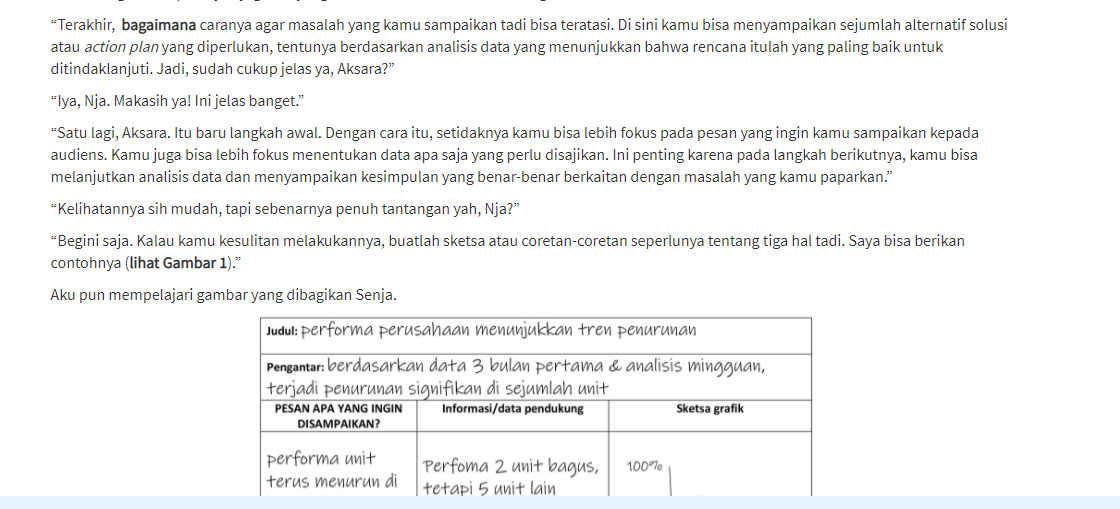 “Terakhir, bagaimana caranya agar masalah yang kamu sampaikan tadi bisa teratasi. Di sini kamu bisa menyampaikan sejumlah alternatif solusi
atau action plan yang diperlukan, tentunya berdasarkan analisis data yang menunjukkan bahwa rencana itulah yang paling baik untuk
ditindaklanjuti. Jadi, sudah cukup jelas ya, Aksara?”
“Iya, Nja. Makasih ya! Ini jelas banget.”
“Satu lagi, Aksara. Itu baru langkah awal. Dengan cara itu, setidaknya kamu bisa lebih fokus pada pesan yang ingin kamu sampaikan kepada
audiens. Kamu juga bisa lebih fokus menentukan data apa saja yang perlu disajikan. Ini penting karena pada langkah berikutnya, kamu bisa
melanjutkan analisis data dan menyampaikan kesimpulan yang benar-benar berkaitan dengan masalah yang kamu paparkan.”
“Kelihatannya sih mudah, tapi sebenarnya penuh tantangan yah, Nja?”
“Begini saja. Kalau kamu kesulitan melakukannya, buatlah sketsa atau coretan-coretan seperlunya tentang tiga hal tadi. Saya bisa berikan
contohnya (lihat Gambar 1).”
Aku pun mempelajari gambar yang dibagikan Senja.
Judul: performa perusahaan menunjukkan tren penurunan
Pengantar: berdasarkan data 3 bulan pertama & analisis mingguan,
terjadi penurunan signifikan di sejumlah unit
PESAN APA YANG INGIN
DISAMPAIKAN?
Informasi/data pendukung
Sketsa grafik
performa unit
terus menurun di
Perfoma 2 unit bagus,
tetapi 5 unit lain
100%